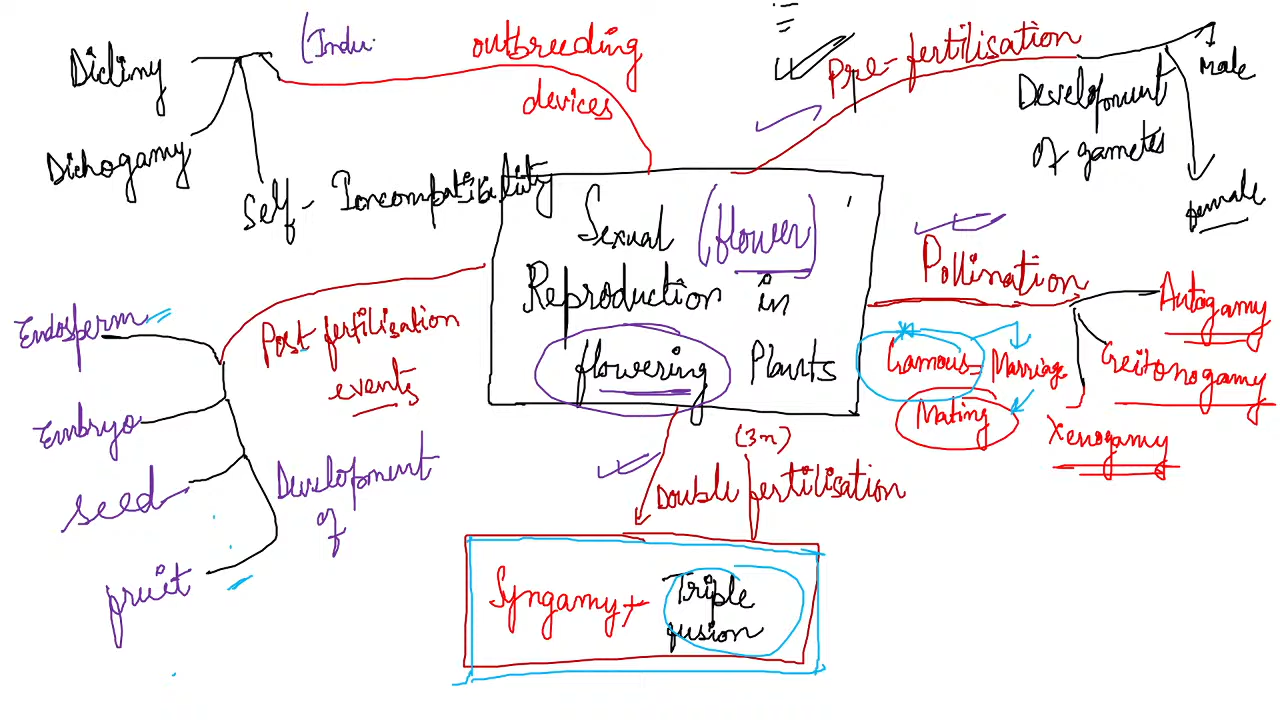 Sexual (flower)
Reproduction in
flowering Plants
outbreeding
devices
(Indu
Dicliny
Dichogamy
Self- Incompatibility
Pre-fertilisation
Development
of gametes
Male
female
Pollination
Autogamy
Geitonogamy
Xenogamy
Gamous = Marriage
Mating
(3n)
Double fertilisation
Syngamy + Triple
fusion
Post fertilisation
events
Development
of
Endosperm
Embryo
seed
fruit